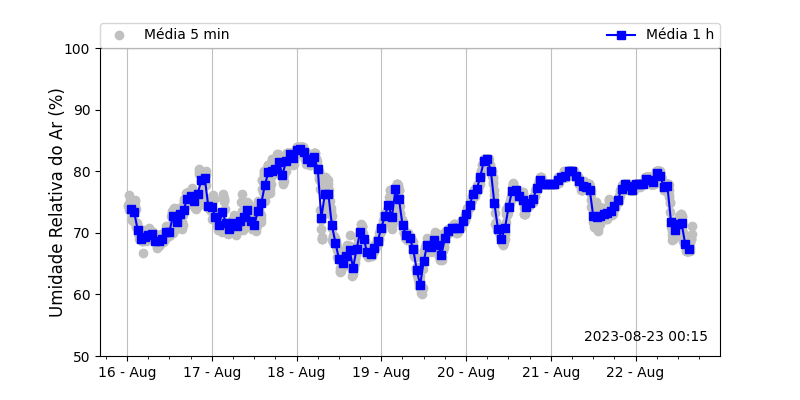 Média 5 min
Média 1 h
100
90
80
70
60
50
Umidade Relativa do Ar (%)
2023-08-23 00:15
16 - Aug
17 - Aug
18 - Aug
19 - Aug
20 - Aug
21 - Aug
22 - Aug